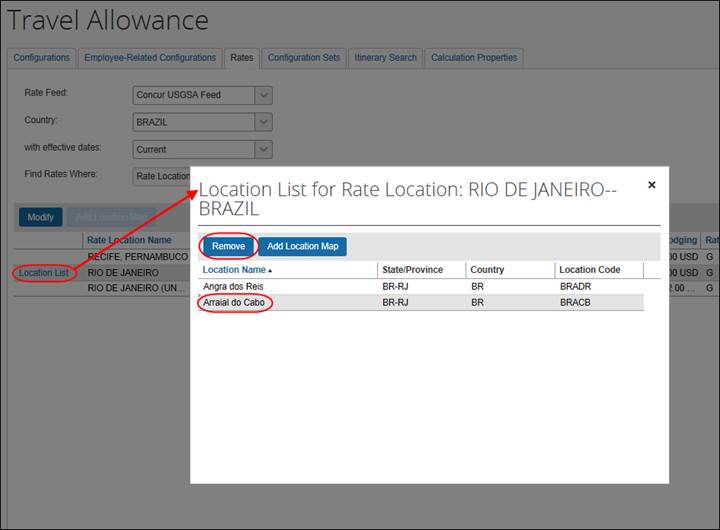 Travel Allowance
Configurations Employee-Related Configurations Rates Configuration Sets Itinerary Search Calculation Properties
Rate Feed: Concur USGSA Feed
Country: BRAZIL
with effective dates: Current
Find Rates Where: Rate Location
Modify Add Location Map
Rate Location Name odging Rat
RECIFE, PERNAMBUCO 00 USD G
Location List RIO DE JANEIRO 00 USD G
RIO DE JANEIRO (UN... 2.00 ... G
Location List for Rate Location: RIO DE JANEIRO--
BRAZIL
Remove Add Location Map
Location Name State/Province Country Location Code
Angra dos Reis BR-RJ BR BRADR
Arraial do Cabo BR-RJ BR BRACB